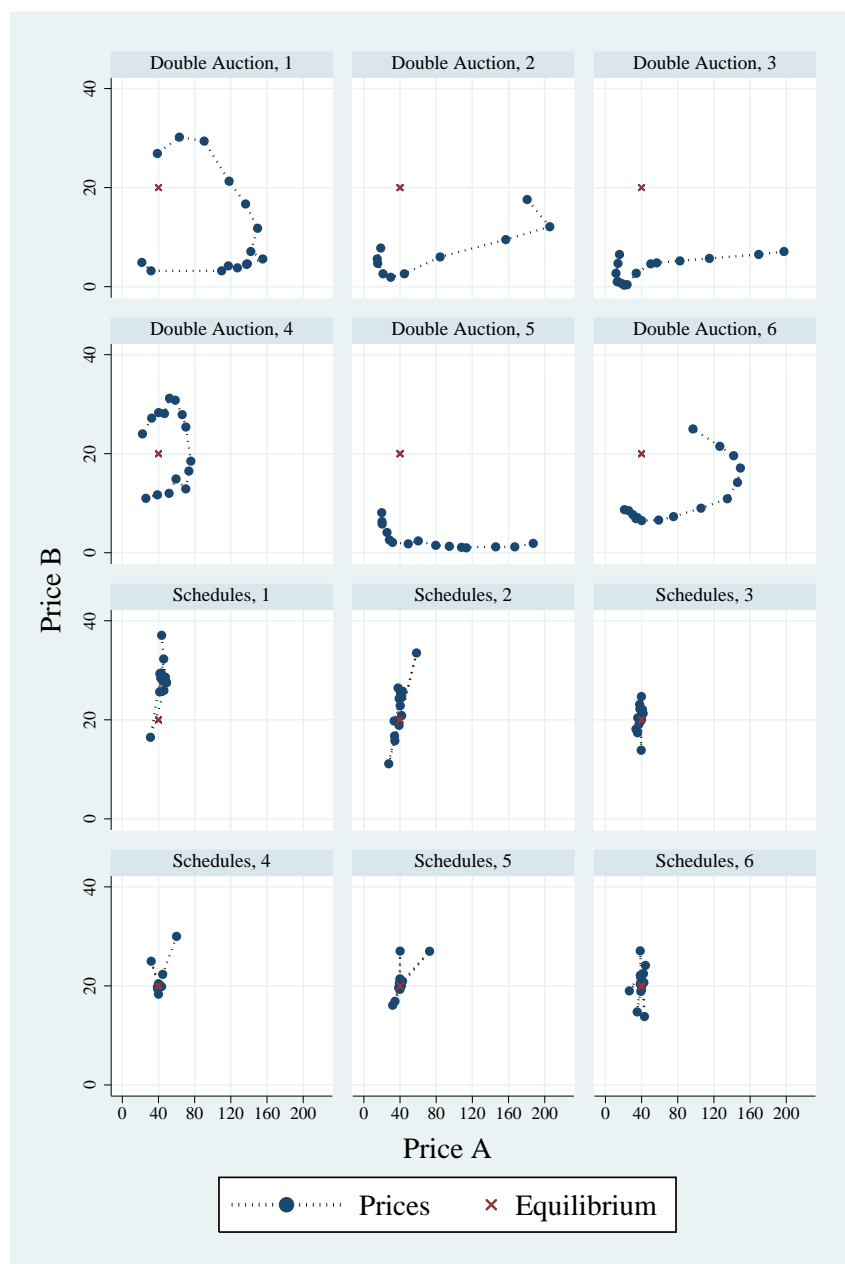 Double Auction, 1
Double Auction, 2
Double Auction, 3
40
20
0
Double Auction, 4
Double Auction, 5
Double Auction, 6
40
20
0
Price B
Schedules, 1
Schedules, 2
Schedules, 3
40
20
0
Schedules, 4
Schedules, 5
Schedules, 6
40
20
0
0 40 80 120 160 200
0 40 80 120 160 200
0 40 80 120 160 200
Price A
Prices
Equilibrium